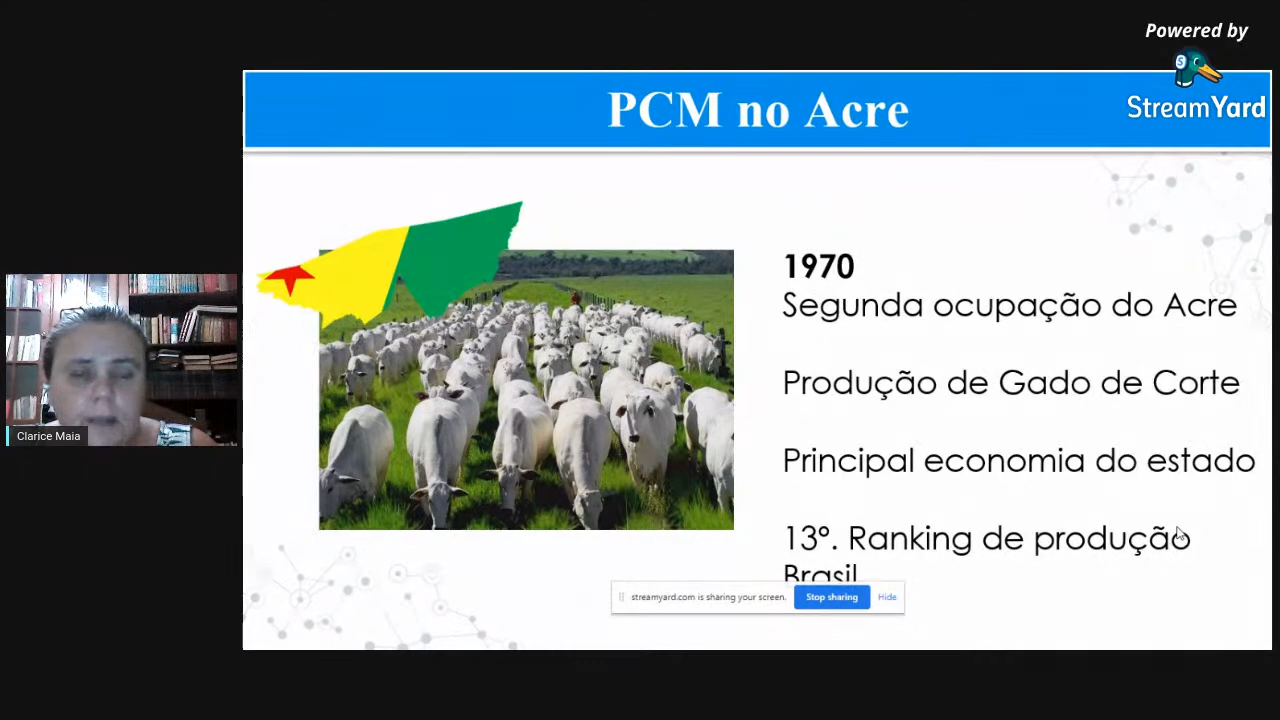 Powered by
StreamYard
PCM no Acre
1970
Segunda ocupação do Acre
Produção de Gado de Corte
Principal economia do estado
13º. Ranking de produção
Brasil
Clarice Maia
streamyard.com is sharing your screen.
Stop sharing
Hide